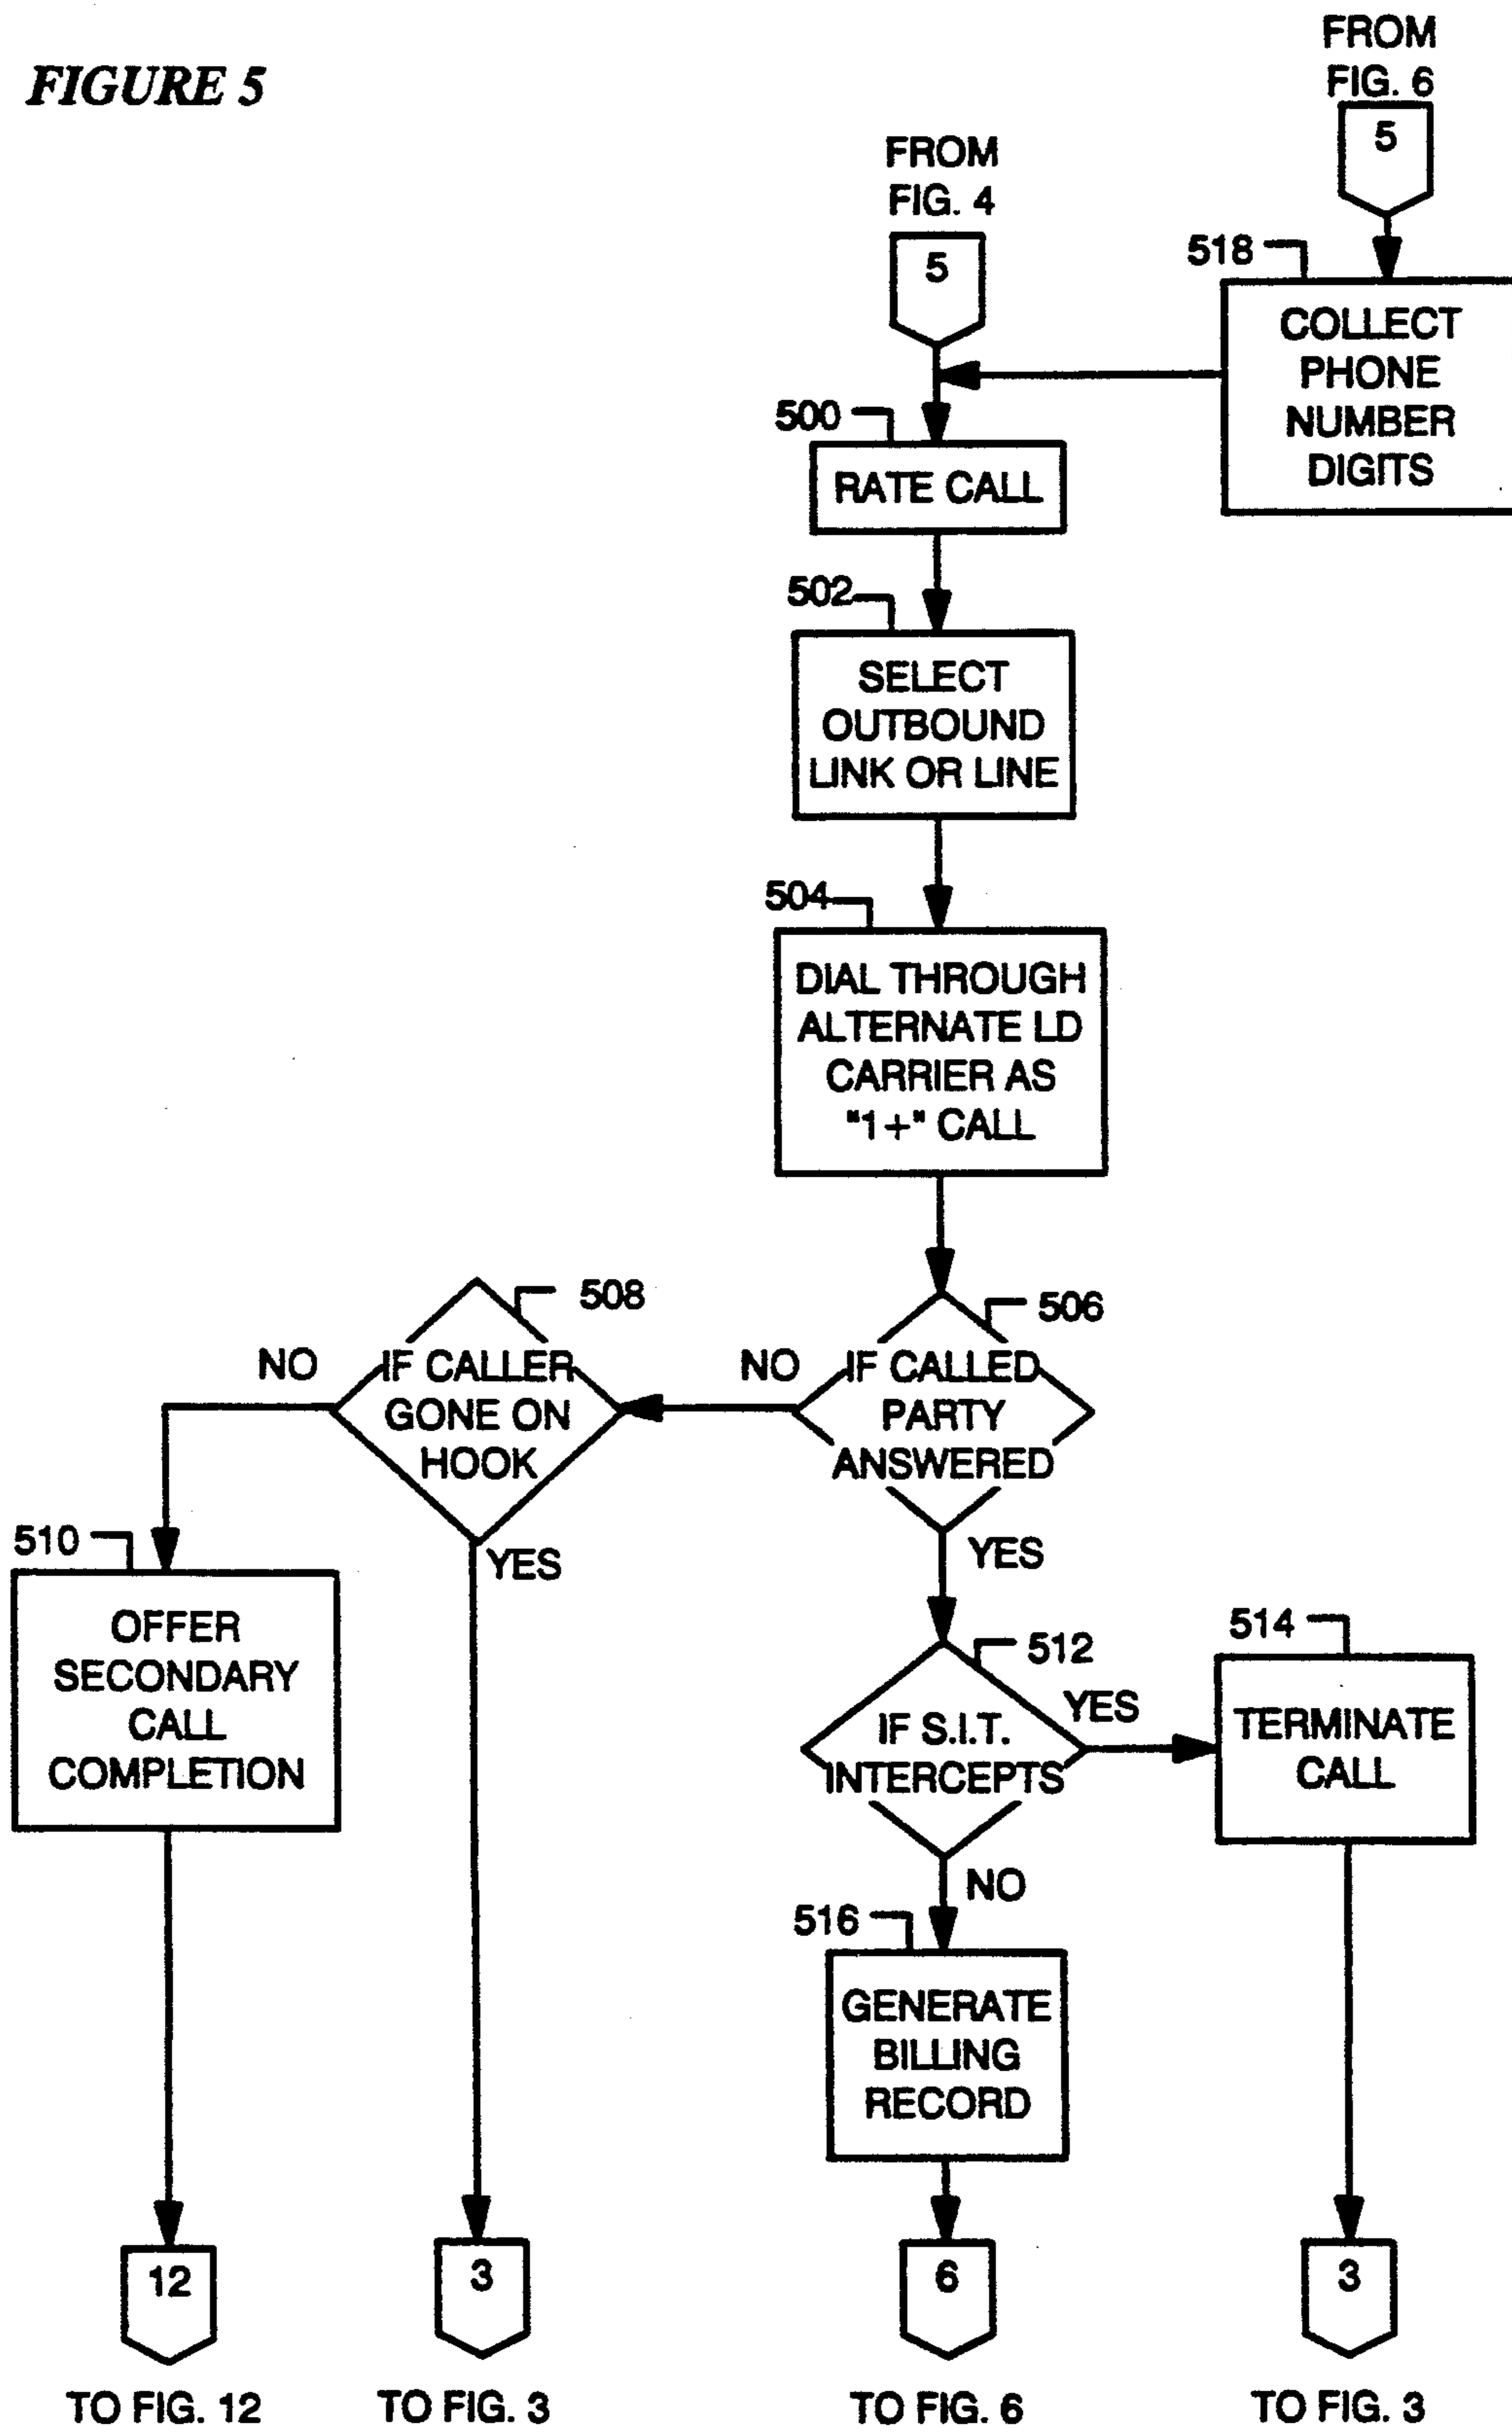 FIGURE 5
FROM
FIG. 6
5
FROM
FIG. 4
5
518
COLLECT
PHONE
NUMBER
DIGITS
500
RATE CALL
502
SELECT
OUTBOUND
LINK OR LINE
504
DIAL THROUGH
ALTERNATE LD
CARRIER AS
"1+" CALL
508
506
NO
IF CALLER
GONE ON
HOOK
NO
IF CALLED
PARTY
ANSWERED
YES
YES
510
OFFER
SECONDARY
CALL
COMPLETION
512
IF S.I.T.
INTERCEPTS
YES
514
TERMINATE
CALL
NO
516
GENERATE
BILLING
RECORD
12
3
6
3
TO FIG. 12
TO FIG. 3
TO FIG. 6
TO FIG. 3